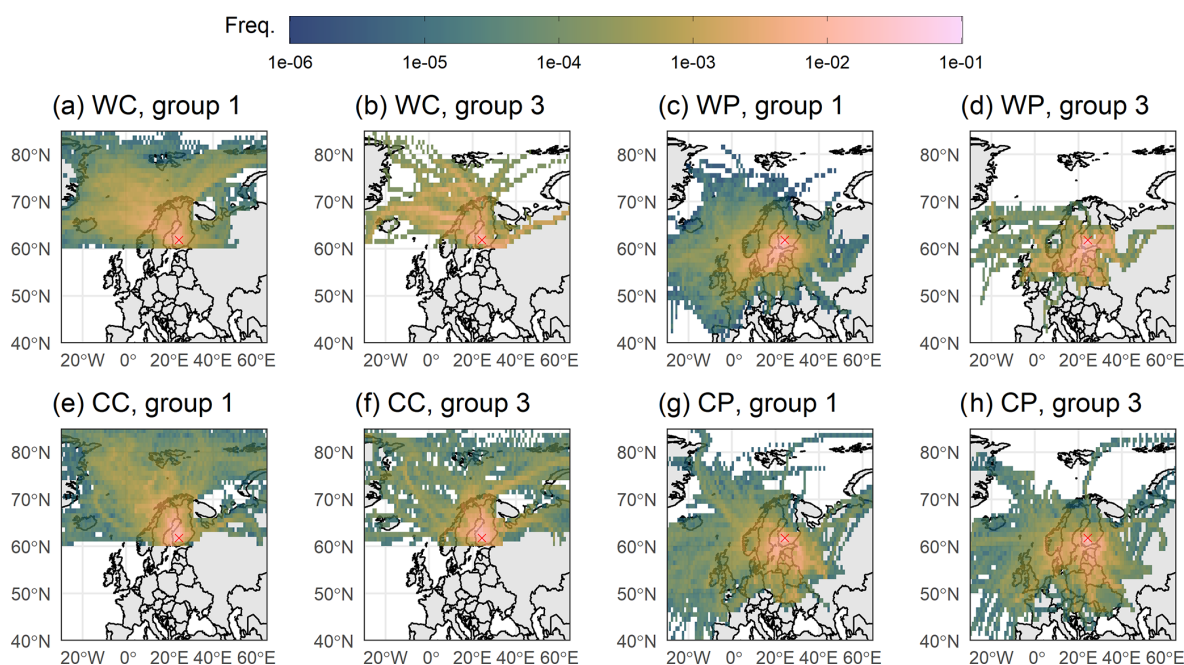 Freq.
1e-06 1e-05 1e-04 1e-03 1e-02 1e-01
(a) WC, group 1 (b) WC, group 3 (c) WP, group 1 (d) WP, group 3
80°N 80°N 80°N 80°N
70°N 70°N 70°N 70°N
60°N 60°N 60°N 60°N
50°N 50°N 50°N 50°N
40°N 40°N 40°N 40°N
20°W 0° 20°E 40°E 60°E 20°W 0° 20°E 40°E 60°E 20°W 0° 20°E 40°E 60°E 20°W 0° 20°E 40°E 60°E
(e) CC, group 1 (f) CC, group 3 (g) CP, group 1 (h) CP, group 3
80°N 80°N 80°N 80°N
70°N 70°N 70°N 70°N
60°N 60°N 60°N 60°N
50°N 50°N 50°N 50°N
40°N 40°N 40°N 40°N
20°W 0° 20°E 40°E 60°E 20°W 0° 20°E 40°E 60°E 20°W 0° 20°E 40°E 60°E 20°W 0° 20°E 40°E 60°E